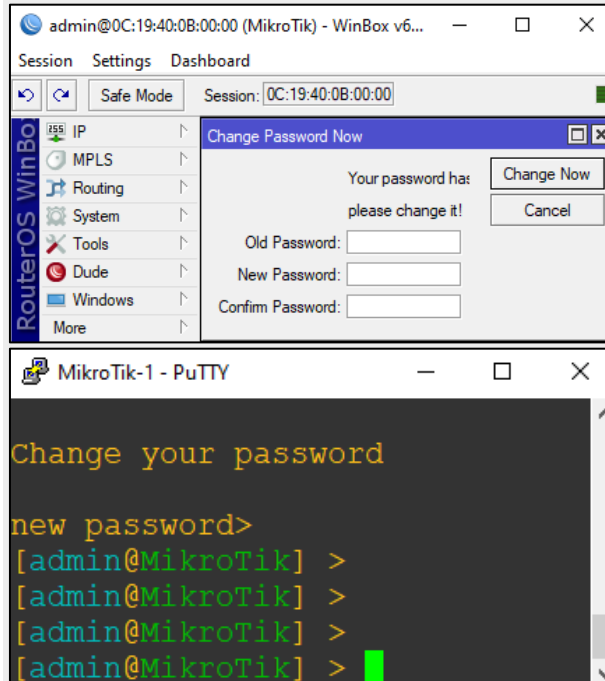 admin@0C:19:40:0B:00:00 (MikroTik) - WinBox v6...
Session Settings Dashboard
Safe Mode Session: 0C:19:40:0B:00:00
RouterOS WinBo
IP
MPLS
Routing
System
Tools
Dude
Windows
More
Change Password Now
Your password has
please change it!
Old Password:
New Password:
Confirm Password:
Change Now
Cancel
MikroTik-1 - PuTTY
Change your password
new password>
[admin@MikroTik] >
[admin@MikroTik] >
[admin@MikroTik] >
[admin@MikroTik] >